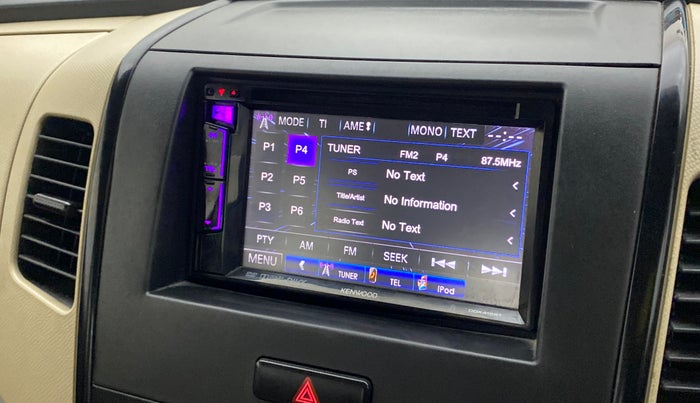 MODE TI AME MONO TEXT --:--
P1 P4 TUNER FM2 P4 87.5MHz
PS No Text
P2 P5
Title/Artist No Information
P3 P6
Radio Text No Text
PTY AM FM SEEK
MENU TUNER TEL iPod
KENWOOD